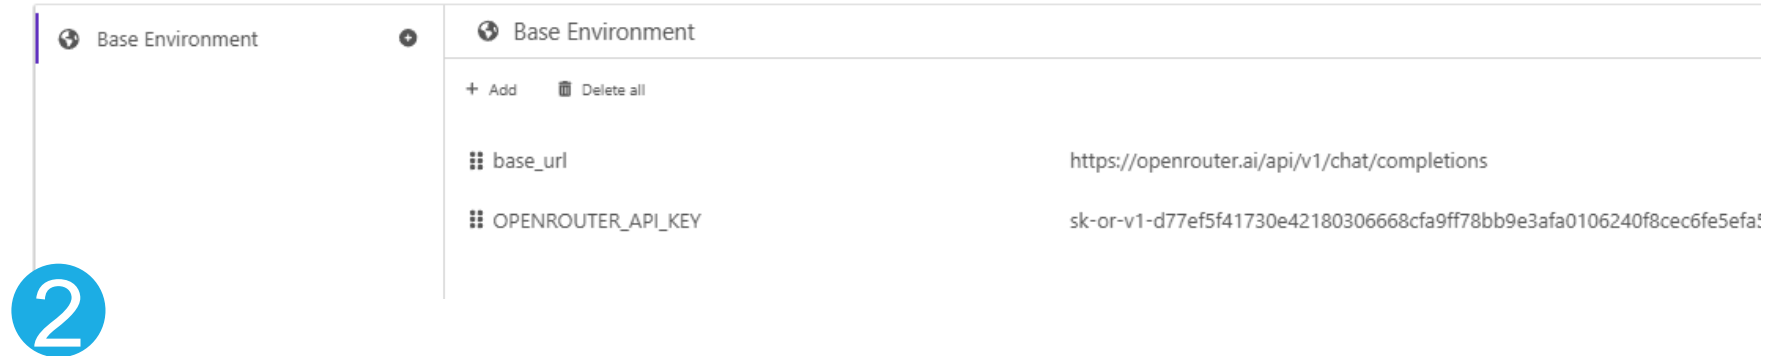 Base Environment
Base Environment
+ Add Delete all
base_url https://openrouter.ai/api/v1/chat/completions
OPENROUTER_API_KEY sk-or-v1-d77ef5f41730e42180306668cfa9ff78bb9e3afa0106240f8cec6fe5efa5
2